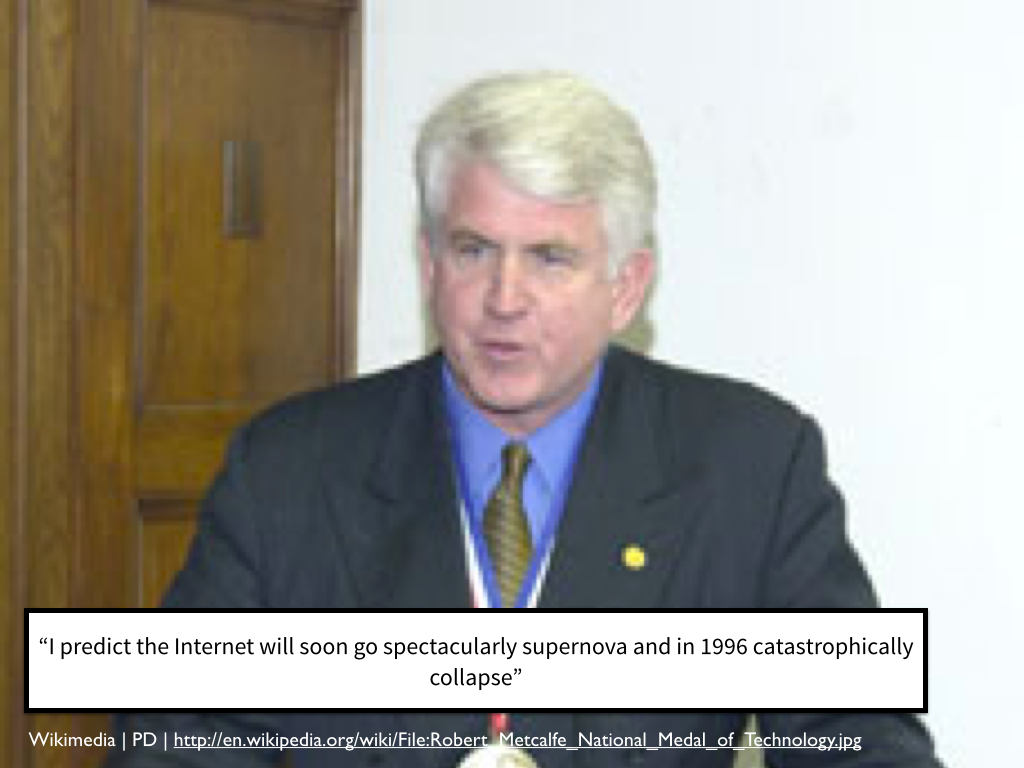 “I predict the Internet will soon go spectacularly supernova and in 1996 catastrophically
collapse”
Wikimedia | PD | http://en.wikipedia.org/wiki/File:Robert_Metcalfe_National_Medal_of_Technology.jpg